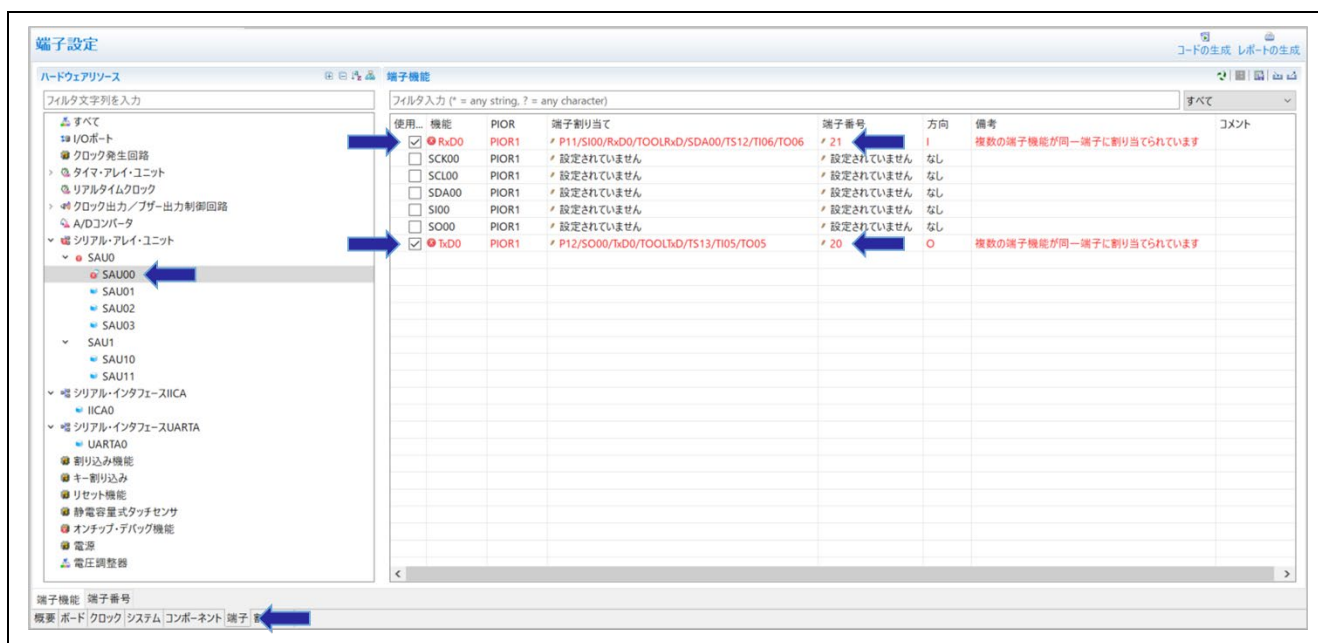 端子設定
コードの生成 レポートの生成
ハードウェアリソース
端子機能
フィルタ文字列を入力
フィルタ入力 (* = any string, ? = any character)
すべて
すべて
I/Oポート
クロック発生回路
タイマ・アレイ・ユニット
リアルタイムクロック
クロック出力／ブザー出力制御回路
A/Dコンバータ
シリアル・アレイ・ユニット
SAU0
SAU00
SAU01
SAU02
SAU03
SAU1
SAU10
SAU11
シリアル・インタフェースIICA
IICA0
シリアル・インタフェースUARTA
UARTA0
割り込み機能
キー割り込み
リセット機能
静電容量式タッチセンサ
オンチップ・デバッグ機能
電源
電圧調整器
使用... 機能 PIOR 端子割り当て 端子番号 方向 備考 コメント
RxD0 PIOR1 P11/SI00/RxD0/TOOLRxD/SDA00/TS12/TI06/TO06 21 I 複数の端子機能が同一端子に割り当てられています
SCK00 PIOR1 設定されていません 設定されていません なし
SCL00 PIOR1 設定されていません 設定されていません なし
SDA00 PIOR1 設定されていません 設定されていません なし
SI00 PIOR1 設定されていません 設定されていません なし
SO00 PIOR1 設定されていません 設定されていません なし
TxD0 PIOR1 P12/SO00/TxD0/TOOLTxD/TS13/TI05/TO05 20 O 複数の端子機能が同一端子に割り当てられています
端子機能 端子番号
概要 ボード クロック システム コンポーネント 端子